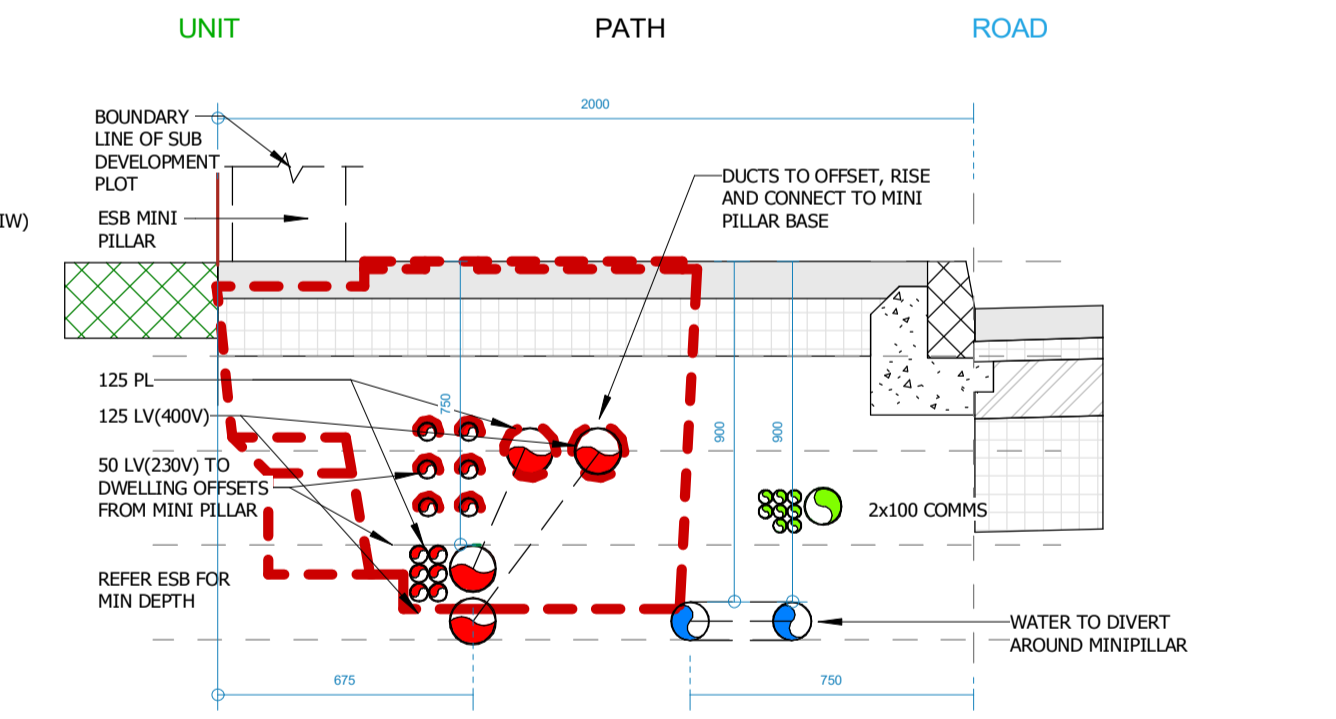 UNIT
PATH
ROAD
2000
BOUNDARY
LINE OF SUB
DEVELOPMENT
PLOT
IW)
ESB MINI
PILLAR
DUCTS TO OFFSET, RISE
AND CONNECT TO MINI
PILLAR BASE
125 PL
125 LV(400V)
750
900
900
50 LV(230V) TO
DWELLING OFFSETS
FROM MINI PILLAR
2x100 COMMS
REFER ESB FOR
MIN DEPTH
WATER TO DIVERT
AROUND MINIPILLAR
675
750